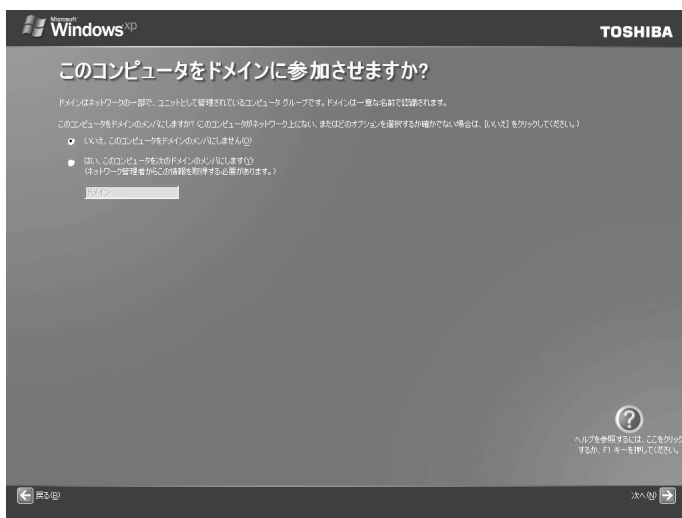 Microsoft
Windows xp
TOSHIBA
このコンピュータをドメインに参加させますか?
ドメインはネットワークの一部で、ユニットとして管理されているコンピュータ グループです。ドメインは一意な名前で認識されます。
このコンピュータをドメインのメンバにしますか? (このコンピュータがネットワーク上にない、またはどのオプションを選択するか確かでない場合は、[いいえ] をクリックしてください。)
いいえ、このコンピュータをドメインのメンバにしません(O)
はい、このコンピュータを次のドメインのメンバにします(Y):
(ネットワーク管理者からこの情報を取得する必要があります。)
ドメイン
ヘルプを参照するには、ここをクリック
するか、F1 キーを押してください。
戻る(B)
次へ(N)